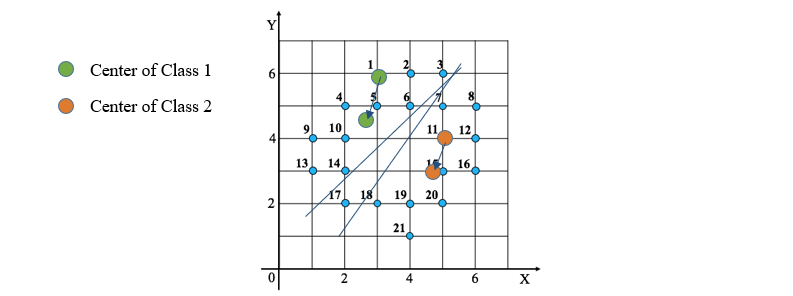 Center of Class 1
Center of Class 2
Y
1 2 3
6
4 5 6 7 8
9 10 11 12
4
13 14 15 16
17 18 19 20
2
21
0 2 4 6 X